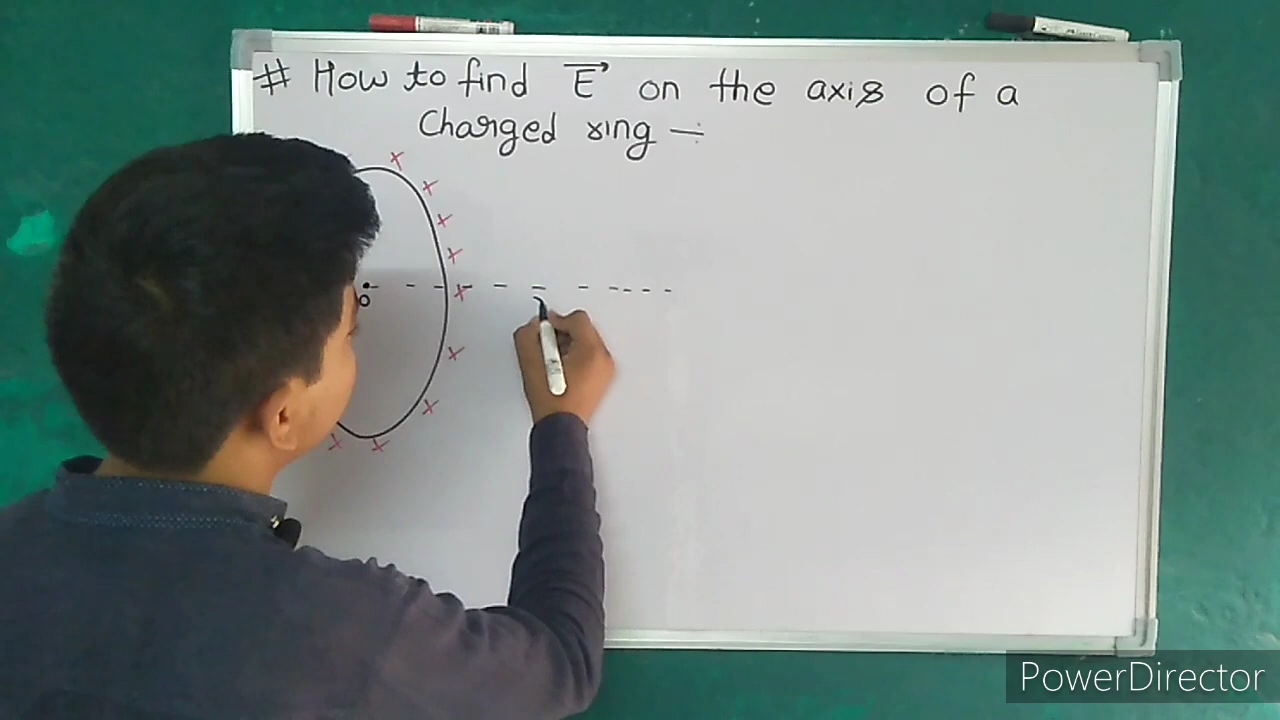 # How to find E on the axis of a
Charged ring —
O
PowerDirector